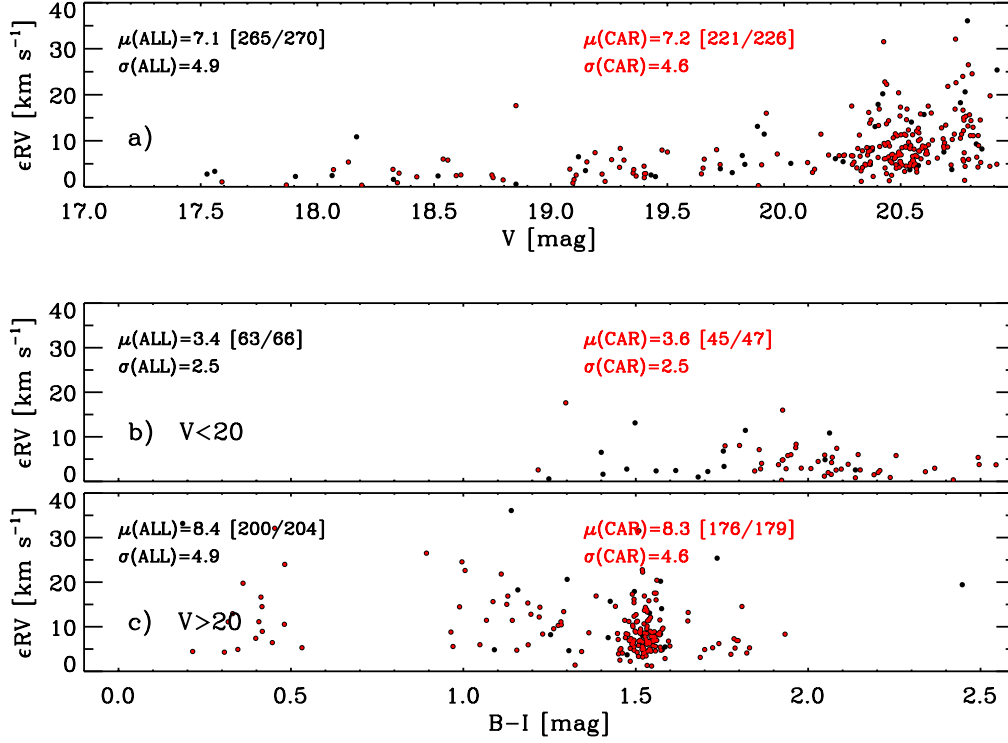 40
μ(ALL)=7.1 [265/270]
μ(CAR)=7.2 [221/226]
σ(ALL)=4.9
σ(CAR)=4.6
30
20
a)
10
0
ϵRV [km s⁻¹]
17.0 17.5 18.0 18.5 19.0 19.5 20.0 20.5
V [mag]
40
μ(ALL)=3.4 [63/66]
μ(CAR)=3.6 [45/47]
σ(ALL)=2.5
σ(CAR)=2.5
30
20
b) V<20
10
0
ϵRV [km s⁻¹]
40
μ(ALL)=8.4 [200/204]
μ(CAR)=8.3 [176/179]
σ(ALL)=4.9
σ(CAR)=4.6
30
20
c) V>20
10
0
ϵRV [km s⁻¹]
0.0 0.5 1.0 1.5 2.0 2.5
B-I [mag]